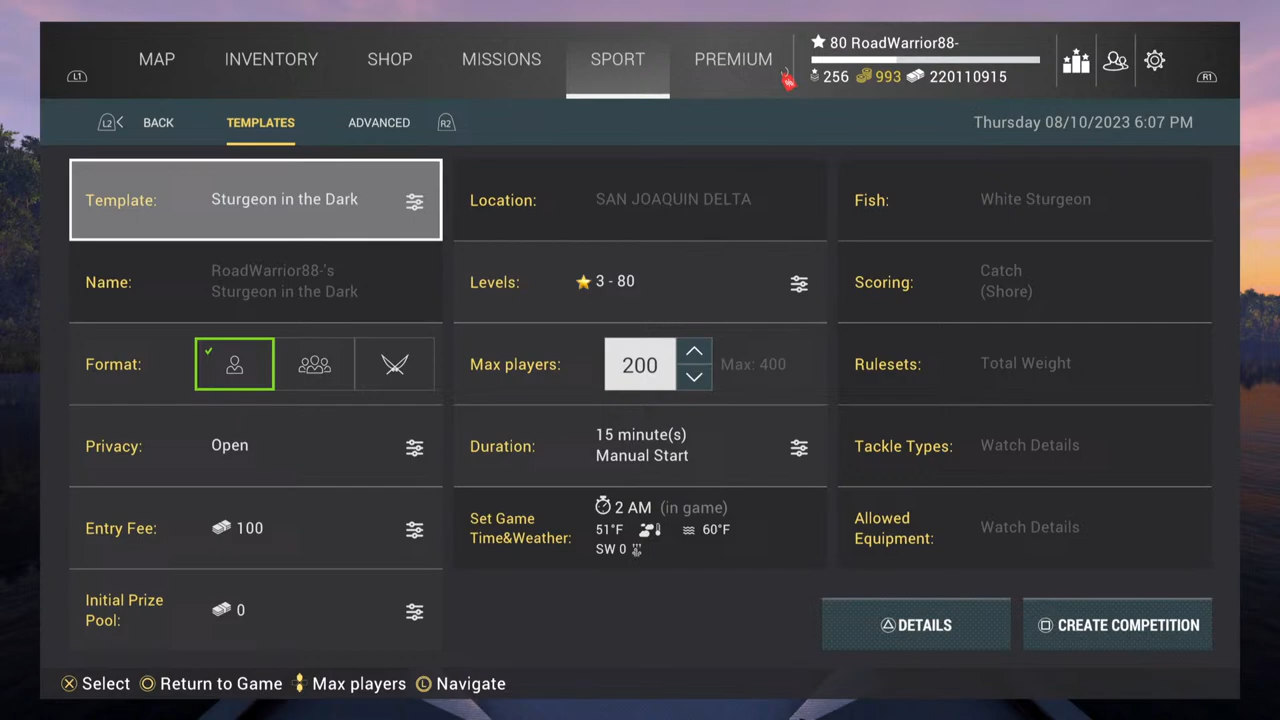 L1
MAP
INVENTORY
SHOP
MISSIONS
SPORT
PREMIUM
80 RoadWarrior88-
256 993 220110915
R1
L2
BACK
TEMPLATES
ADVANCED
R2
Thursday 08/10/2023 6:07 PM
Template: Sturgeon in the Dark
Name: RoadWarrior88-'s
Sturgeon in the Dark
Format:
Privacy: Open
Entry Fee: 100
Initial Prize
Pool: 0
Location: SAN JOAQUIN DELTA
Levels: 3 - 80
Max players: 200 Max: 400
Duration: 15 minute(s)
Manual Start
Set Game
Time&Weather:
2 AM (in game)
51°F 60°F
SW 0
Fish: White Sturgeon
Scoring: Catch
(Shore)
Rulesets: Total Weight
Tackle Types: Watch Details
Allowed
Equipment: Watch Details
DETAILS
CREATE COMPETITION
Select Return to Game Max players L Navigate